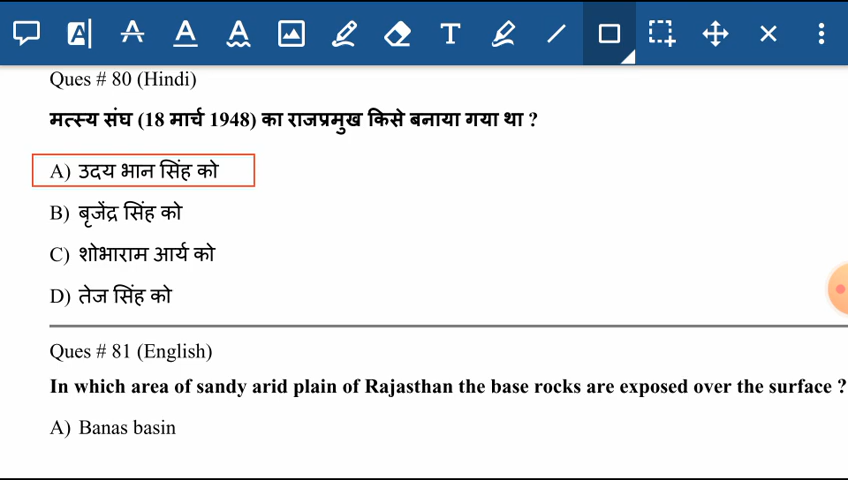 Ques # 80 (Hindi)
मत्स्य संघ (18 मार्च 1948) का राजप्रमुख किसे बनाया गया था ?
A) उदय भान सिंह को
B) बृजेंद्र सिंह को
C) शोभाराम आर्य को
D) तेज सिंह को
Ques # 81 (English)
In which area of sandy arid plain of Rajasthan the base rocks are exposed over the surface ?
A) Banas basin